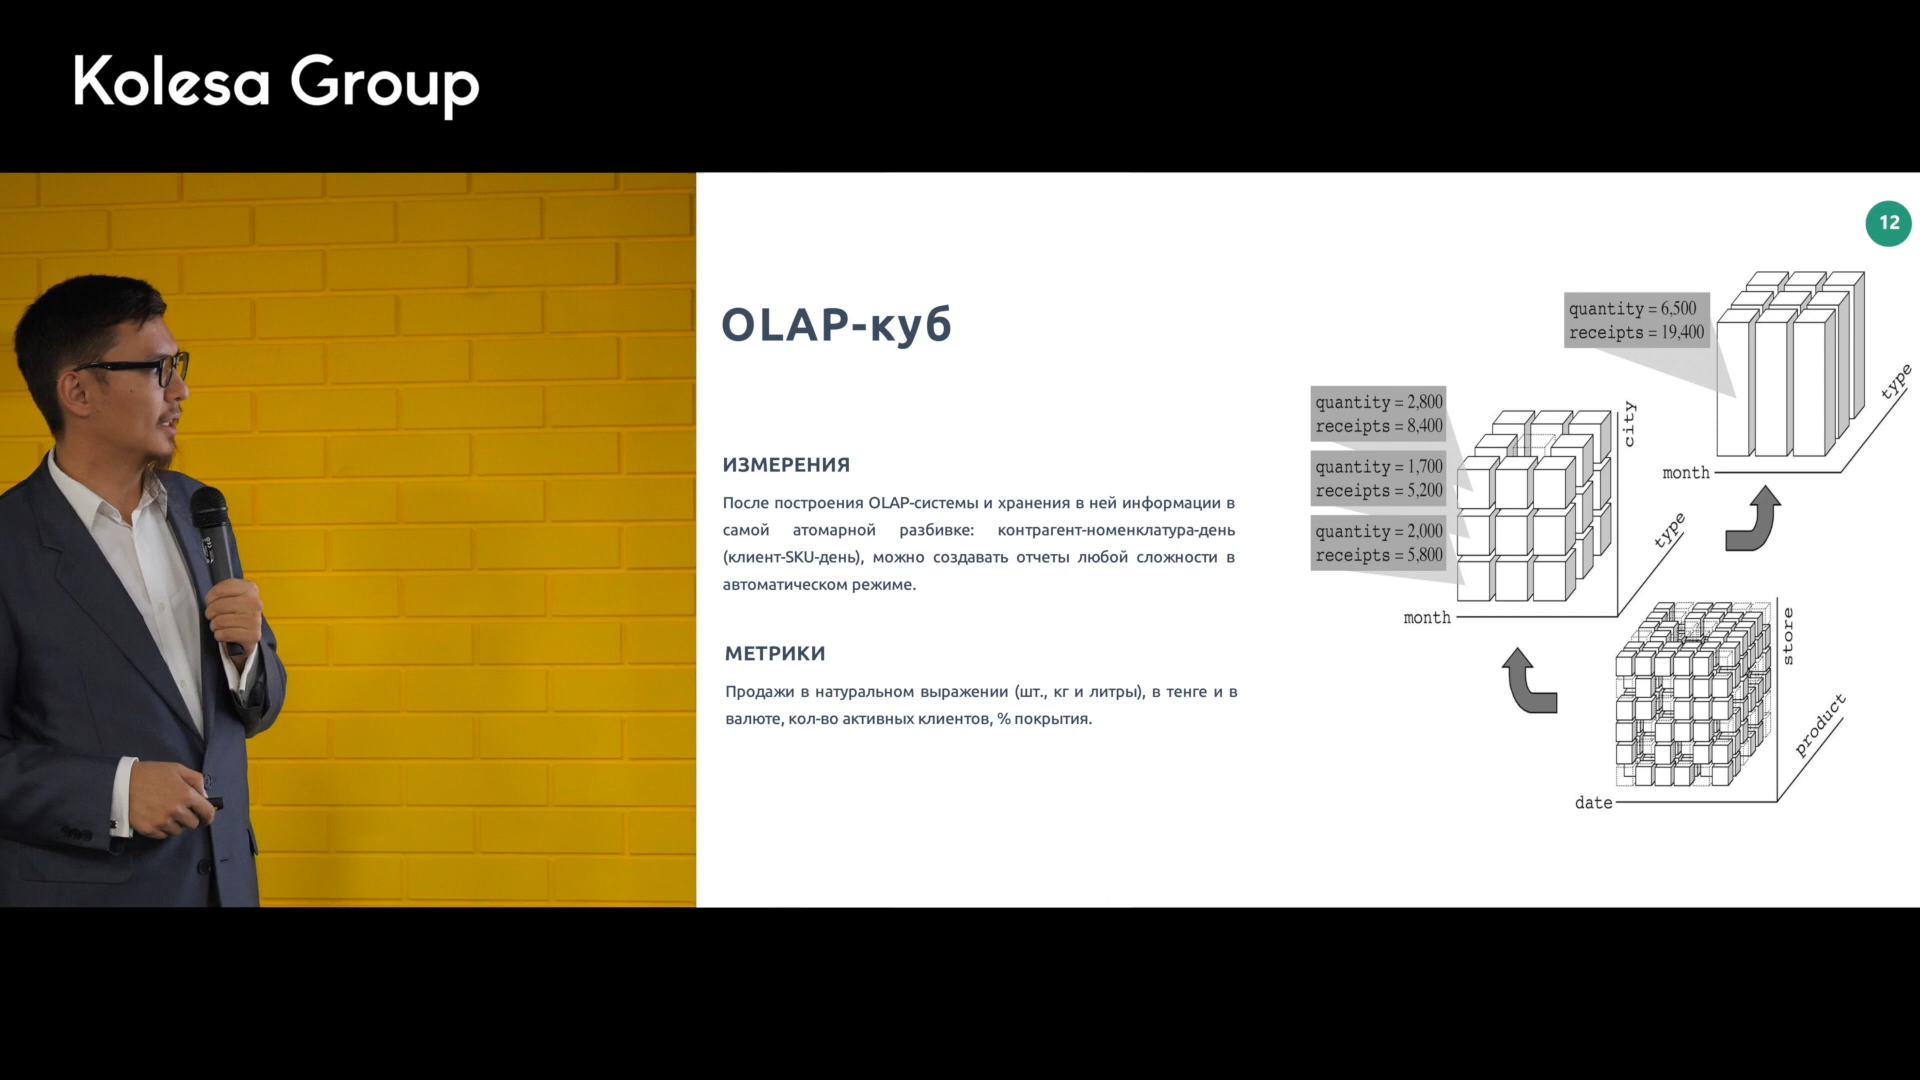 Kolesa Group
12
OLAP-куб
ИЗМЕРЕНИЯ
После построения OLAP-системы и хранения в ней информации в
самой атомарной разбивке: контрагент-номенклатура-день
(клиент-SKU-день), можно создавать отчеты любой сложности в
автоматическом режиме.
МЕТРИКИ
Продажи в натуральном выражении (шт., кг и литры), в тенге и в
валюте, кол-во активных клиентов, % покрытия.
quantity = 6,500
receipts = 19,400
type
month
quantity = 2,800
receipts = 8,400
quantity = 1,700
receipts = 5,200
quantity = 2,000
receipts = 5,800
city
type
month
store
product
date